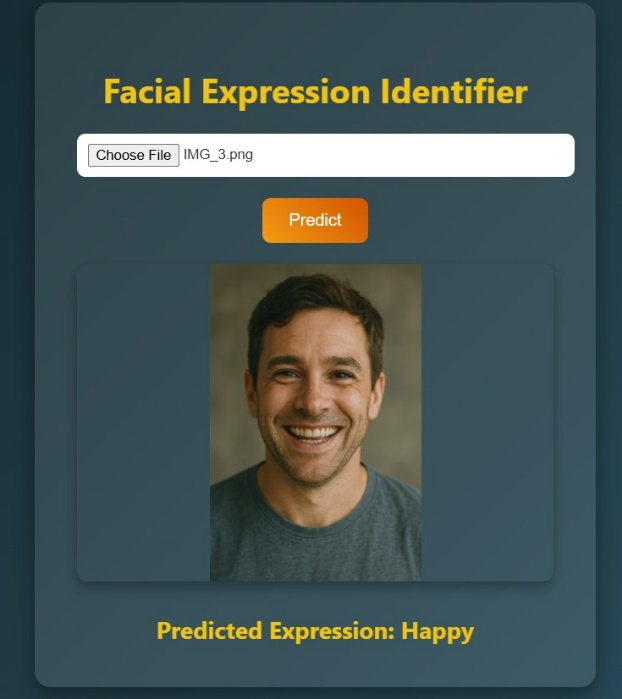 Facial Expression Identifier
Choose File IMG_3.png
Predict
Predicted Expression: Happy